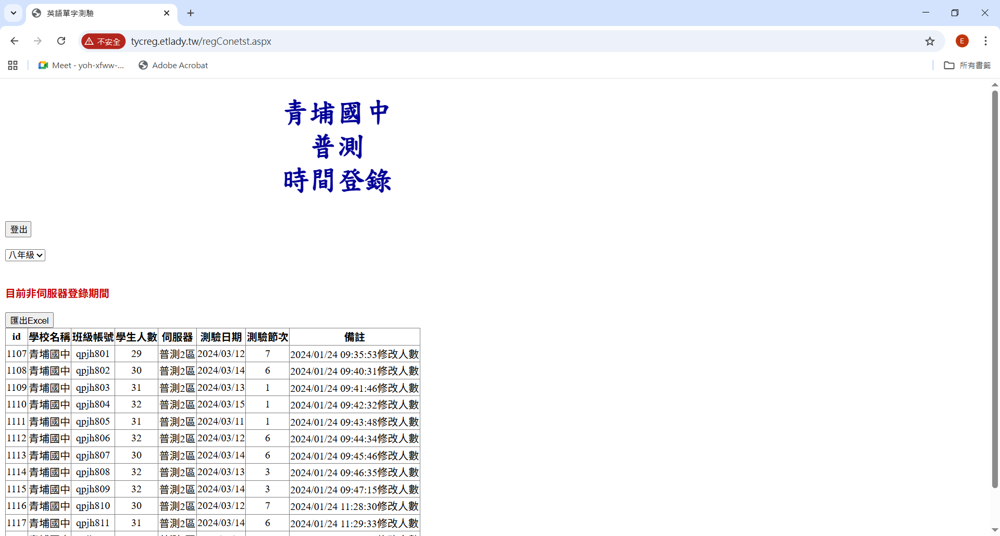 英語單字測驗
不安全 tycreg.etlady.tw/regConetst.aspx E
Meet - yoh-xfww-... Adobe Acrobat 所有書籤
青埔國中
普測
時間登錄
登出
八年級
目前非伺服器登錄期間
匯出Excel
id 學校名稱 班級帳號 學生人數 伺服器 測驗日期 測驗節次 備註
1107 青埔國中 qpjh801 29 普測2區 2024/03/12 7 2024/01/24 09:35:53修改人數
1108 青埔國中 qpjh802 30 普測2區 2024/03/14 6 2024/01/24 09:40:31修改人數
1109 青埔國中 qpjh803 31 普測2區 2024/03/13 1 2024/01/24 09:41:46修改人數
1110 青埔國中 qpjh804 32 普測2區 2024/03/15 1 2024/01/24 09:42:32修改人數
1111 青埔國中 qpjh805 31 普測2區 2024/03/11 1 2024/01/24 09:43:48修改人數
1112 青埔國中 qpjh806 32 普測2區 2024/03/12 6 2024/01/24 09:44:34修改人數
1113 青埔國中 qpjh807 30 普測2區 2024/03/14 6 2024/01/24 09:45:46修改人數
1114 青埔國中 qpjh808 32 普測2區 2024/03/13 3 2024/01/24 09:46:35修改人數
1115 青埔國中 qpjh809 32 普測2區 2024/03/14 3 2024/01/24 09:47:15修改人數
1116 青埔國中 qpjh810 30 普測2區 2024/03/12 7 2024/01/24 11:28:30修改人數
1117 青埔國中 qpjh811 31 普測2區 2024/03/14 6 2024/01/24 11:29:33修改人數